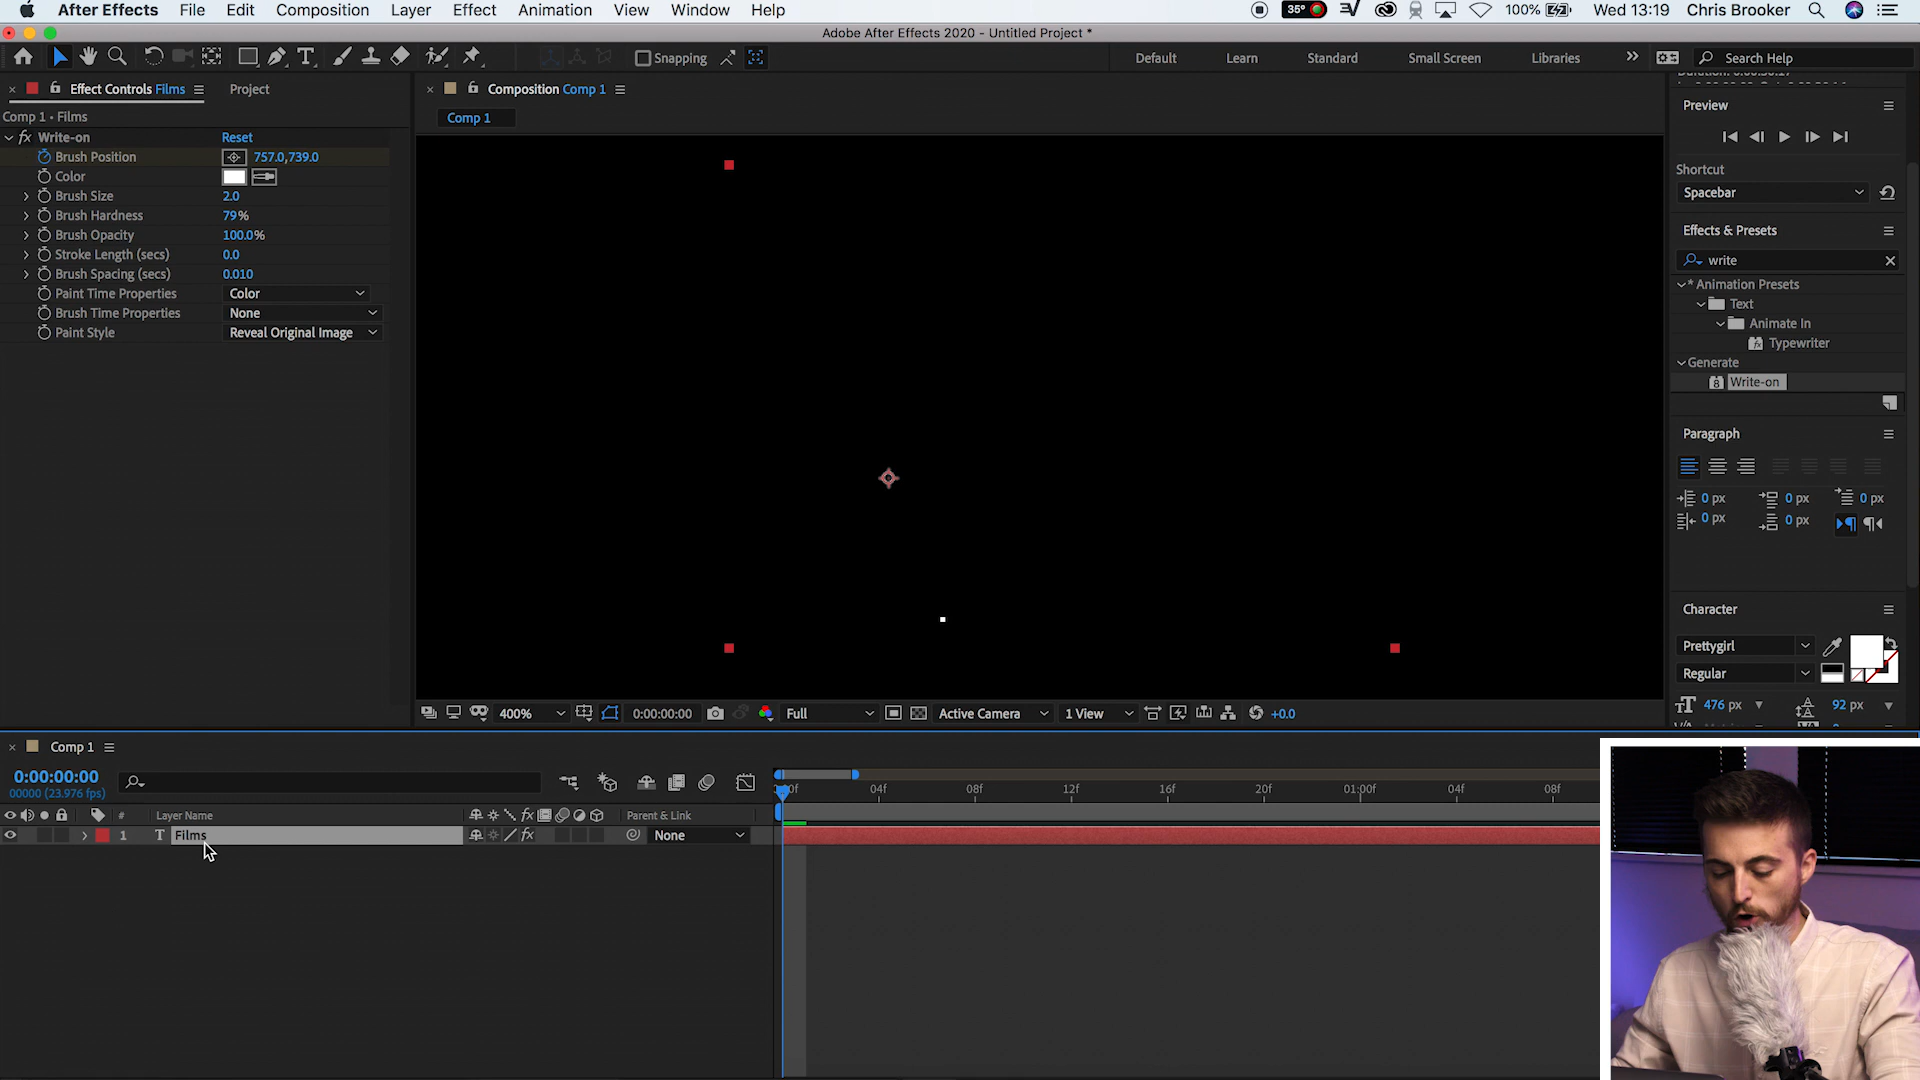 After Effects File Edit Composition Layer Effect Animation View Window Help 35° 100% Wed 13:19 Chris Brooker
Adobe After Effects 2020 - Untitled Project *
Snapping Default Learn Standard Small Screen Libraries Search Help
Effect Controls Films Project
Composition Comp 1
Comp 1 • Films
Comp 1
fx Write-on Reset
Brush Position 757.0,739.0
Color
Brush Size 2.0
Brush Hardness 79%
Brush Opacity 100.0%
Stroke Length (secs) 0.0
Brush Spacing (secs) 0.010
Paint Time Properties Color
Brush Time Properties None
Paint Style Reveal Original Image
Preview
Shortcut
Spacebar
Effects & Presets
write
* Animation Presets
Text
Animate In
Typewriter
Generate
Write-on
Paragraph
0 px 0 px 0 px
0 px 0 px
Character
Prettygirl
Regular
476 px 92 px
400% 0:00:00:00 Full Active Camera 1 View +0.0
Comp 1
0:00:00:00
00000 (23.976 fps)
04f 08f 12f 16f 20f 01:00f 04f 08f
# Layer Name fx Parent & Link
1 T Films fx None